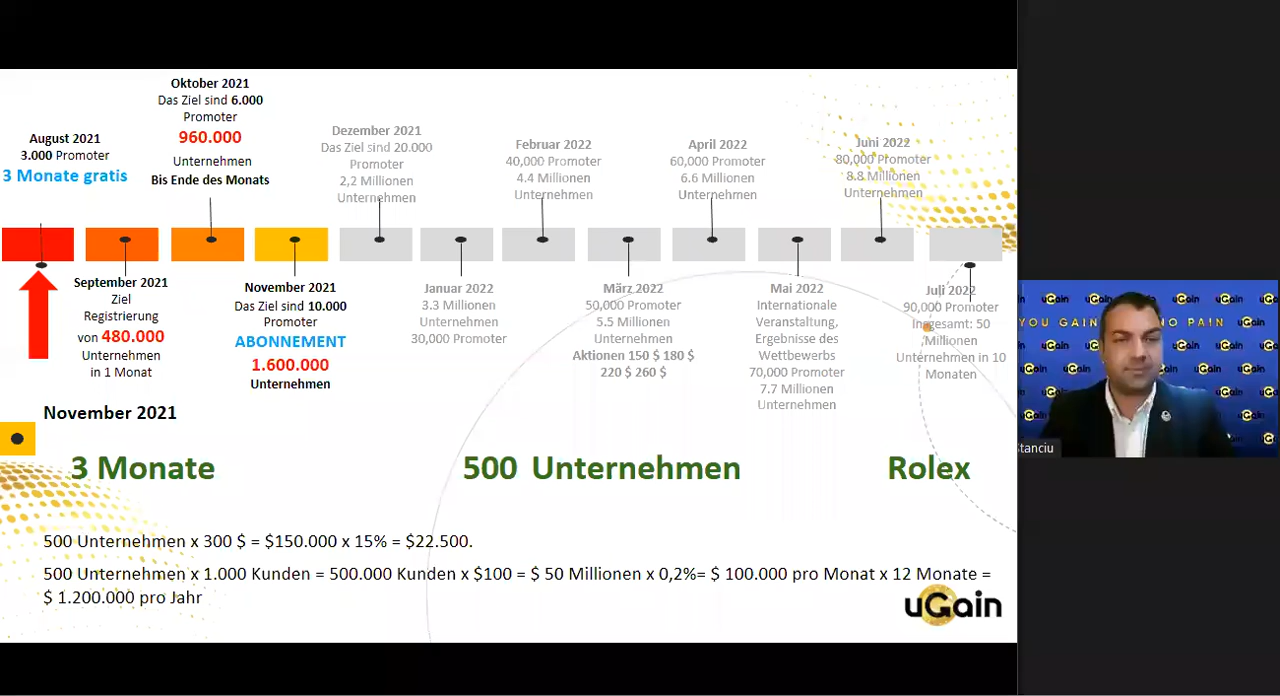 Oktober 2021
Das Ziel sind 6.000
Promoter
960.000
Unternehmen
Bis Ende des Monats
August 2021
3.000 Promoter
3 Monate gratis
Dezember 2021
Das Ziel sind 20.000
Promoter
2,2 Millionen
Unternehmen
Februar 2022
40,000 Promoter
4.4 Millionen
Unternehmen
April 2022
60,000 Promoter
6.6 Millionen
Unternehmen
Juni 2022
80,000 Promoter
8.8 Millionen
Unternehmen
September 2021
Ziel
Registrierung
von 480.000
Unternehmen
in 1 Monat
November 2021
Das Ziel sind 10.000
Promoter
ABONNEMENT
1.600.000
Unternehmen
Januar 2022
3.3 Millionen
Unternehmen
30,000 Promoter
März 2022
50,000 Promoter
5.5 Millionen
Unternehmen
Aktionen 150 $ 180 $
220 $ 260 $
Mai 2022
Internationale
Veranstaltung,
Ergebnisse des
Wettbewerbs
70,000 Promoter
7.7 Millionen
Unternehmen
Juli 2022
90,000 Promoter
Insgesamt: 50
Millionen
Unternehmen in 10
Monaten
November 2021
3 Monate
500 Unternehmen
Rolex
500 Unternehmen x 300 $ = $150.000 x 15% = $22.500.
500 Unternehmen x 1.000 Kunden = 500.000 Kunden x $100 = $ 50 Millionen x 0,2%= $ 100.000 pro Monat x 12 Monate =
$ 1.200.000 pro Jahr
uGain
uGain uGain uGain uGain
YOU GAIN NO PAIN uGain
Stanciu